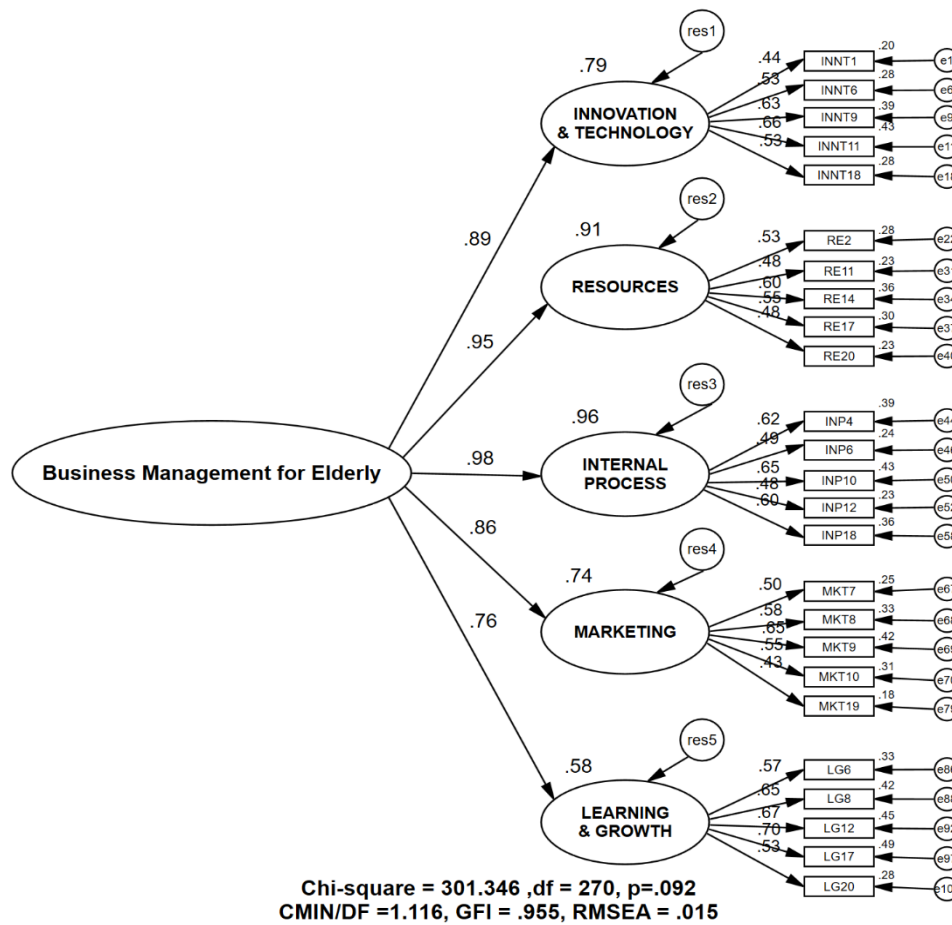 res1
.79
INNOVATION
& TECHNOLOGY
.44
.53
.63
.66
.53
INNT1
INNT6
INNT9
INNT11
INNT18
.20
.28
.39
.43
.28
e6
e9
.89
res2
.91
RESOURCES
.53
.48
.60
.55
.48
RE2
RE11
RE14
RE17
RE20
.28
.23
.36
.30
.23
.95
res3
.96
INTERNAL
PROCESS
.62
.49
.65
.48
.60
INP4
INP6
INP10
INP12
INP18
.39
.24
.43
.23
.36
Business Management for Elderly
.98
.86
res4
.74
MARKETING
.50
.58
.65
.55
.43
MKT7
MKT8
MKT9
MKT10
MKT19
.25
.33
.42
.31
.18
.76
res5
.58
LEARNING
& GROWTH
.57
.65
.67
.70
.53
LG6
LG8
LG12
LG17
LG20
.33
.42
.45
.49
.28
Chi-square = 301.346 ,df = 270, p=.092
CMIN/DF =1.116, GFI = .955, RMSEA = .015